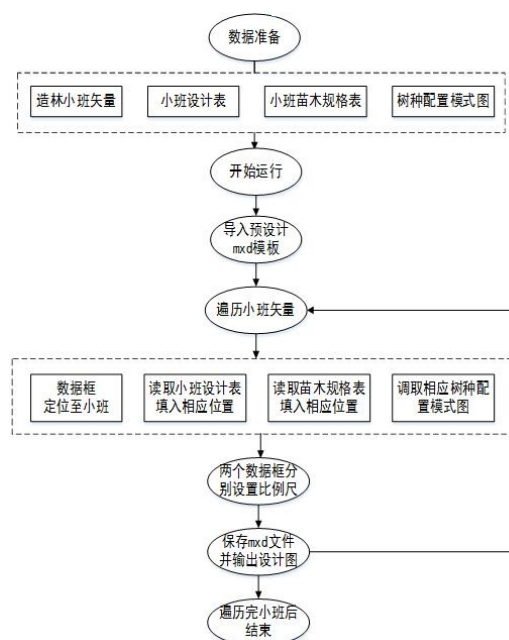 数据准备
造林小班矢量
小班设计表
小班苗木规格表
树种配置模式图
开始运行
导入预设计
mxd模板
遍历小班矢量
数据框
定位至小班
读取小班设计表
填入相应位置
读取苗木规格表
填入相应位置
调取相应树种配
置模式图
两个数据框分
别设置比例尺
保存mxd文件
并输出设计图
遍历完小班后
结束